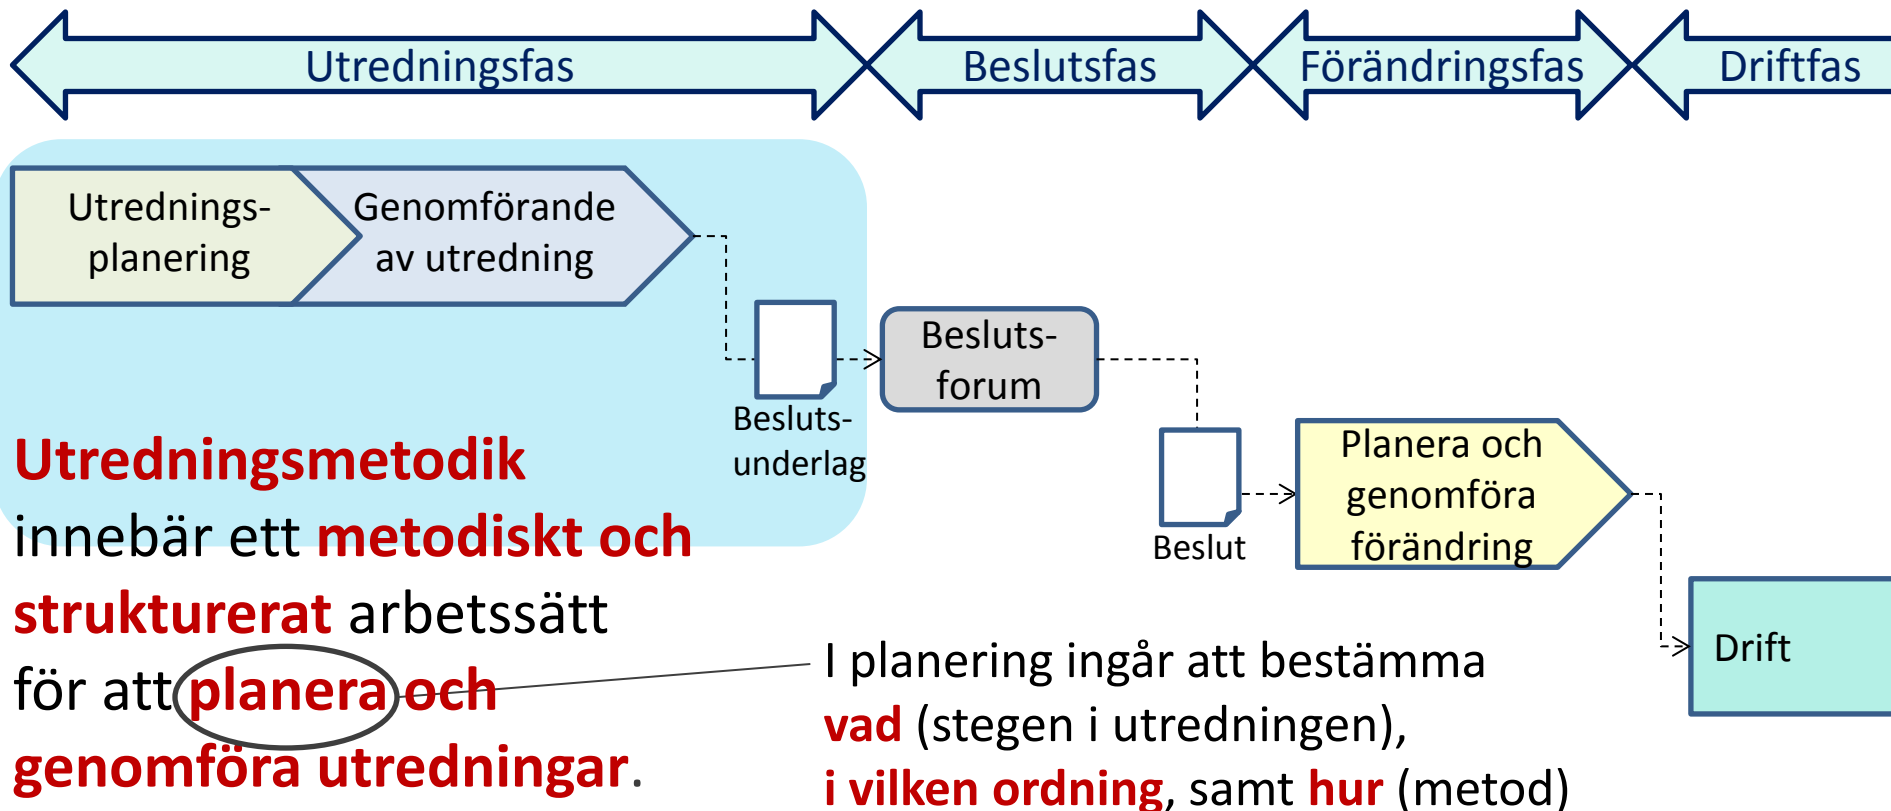 Utredningsfas
Beslutsfas
Förändringsfas
Driftfas
Utrednings-
planering
Genomförande
av utredning
Besluts-
underlag
Besluts-
forum
Beslut
Planera och
genomföra
förändring
Drift
Utredningsmetodik
innebär ett metodiskt och
strukturerat arbetssätt
för att planera och
genomföra utredningar.
I planering ingår att bestämma
vad (stegen i utredningen),
i vilken ordning, samt hur (metod)